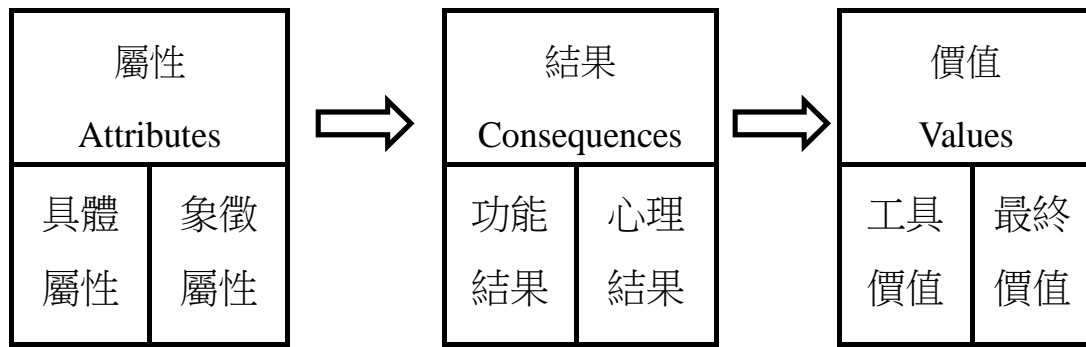 屬性
Attributes
具體
屬性
象徵
屬性
結果
Consequences
功能
結果
心理
結果
價值
Values
工具
價值
最終
價值